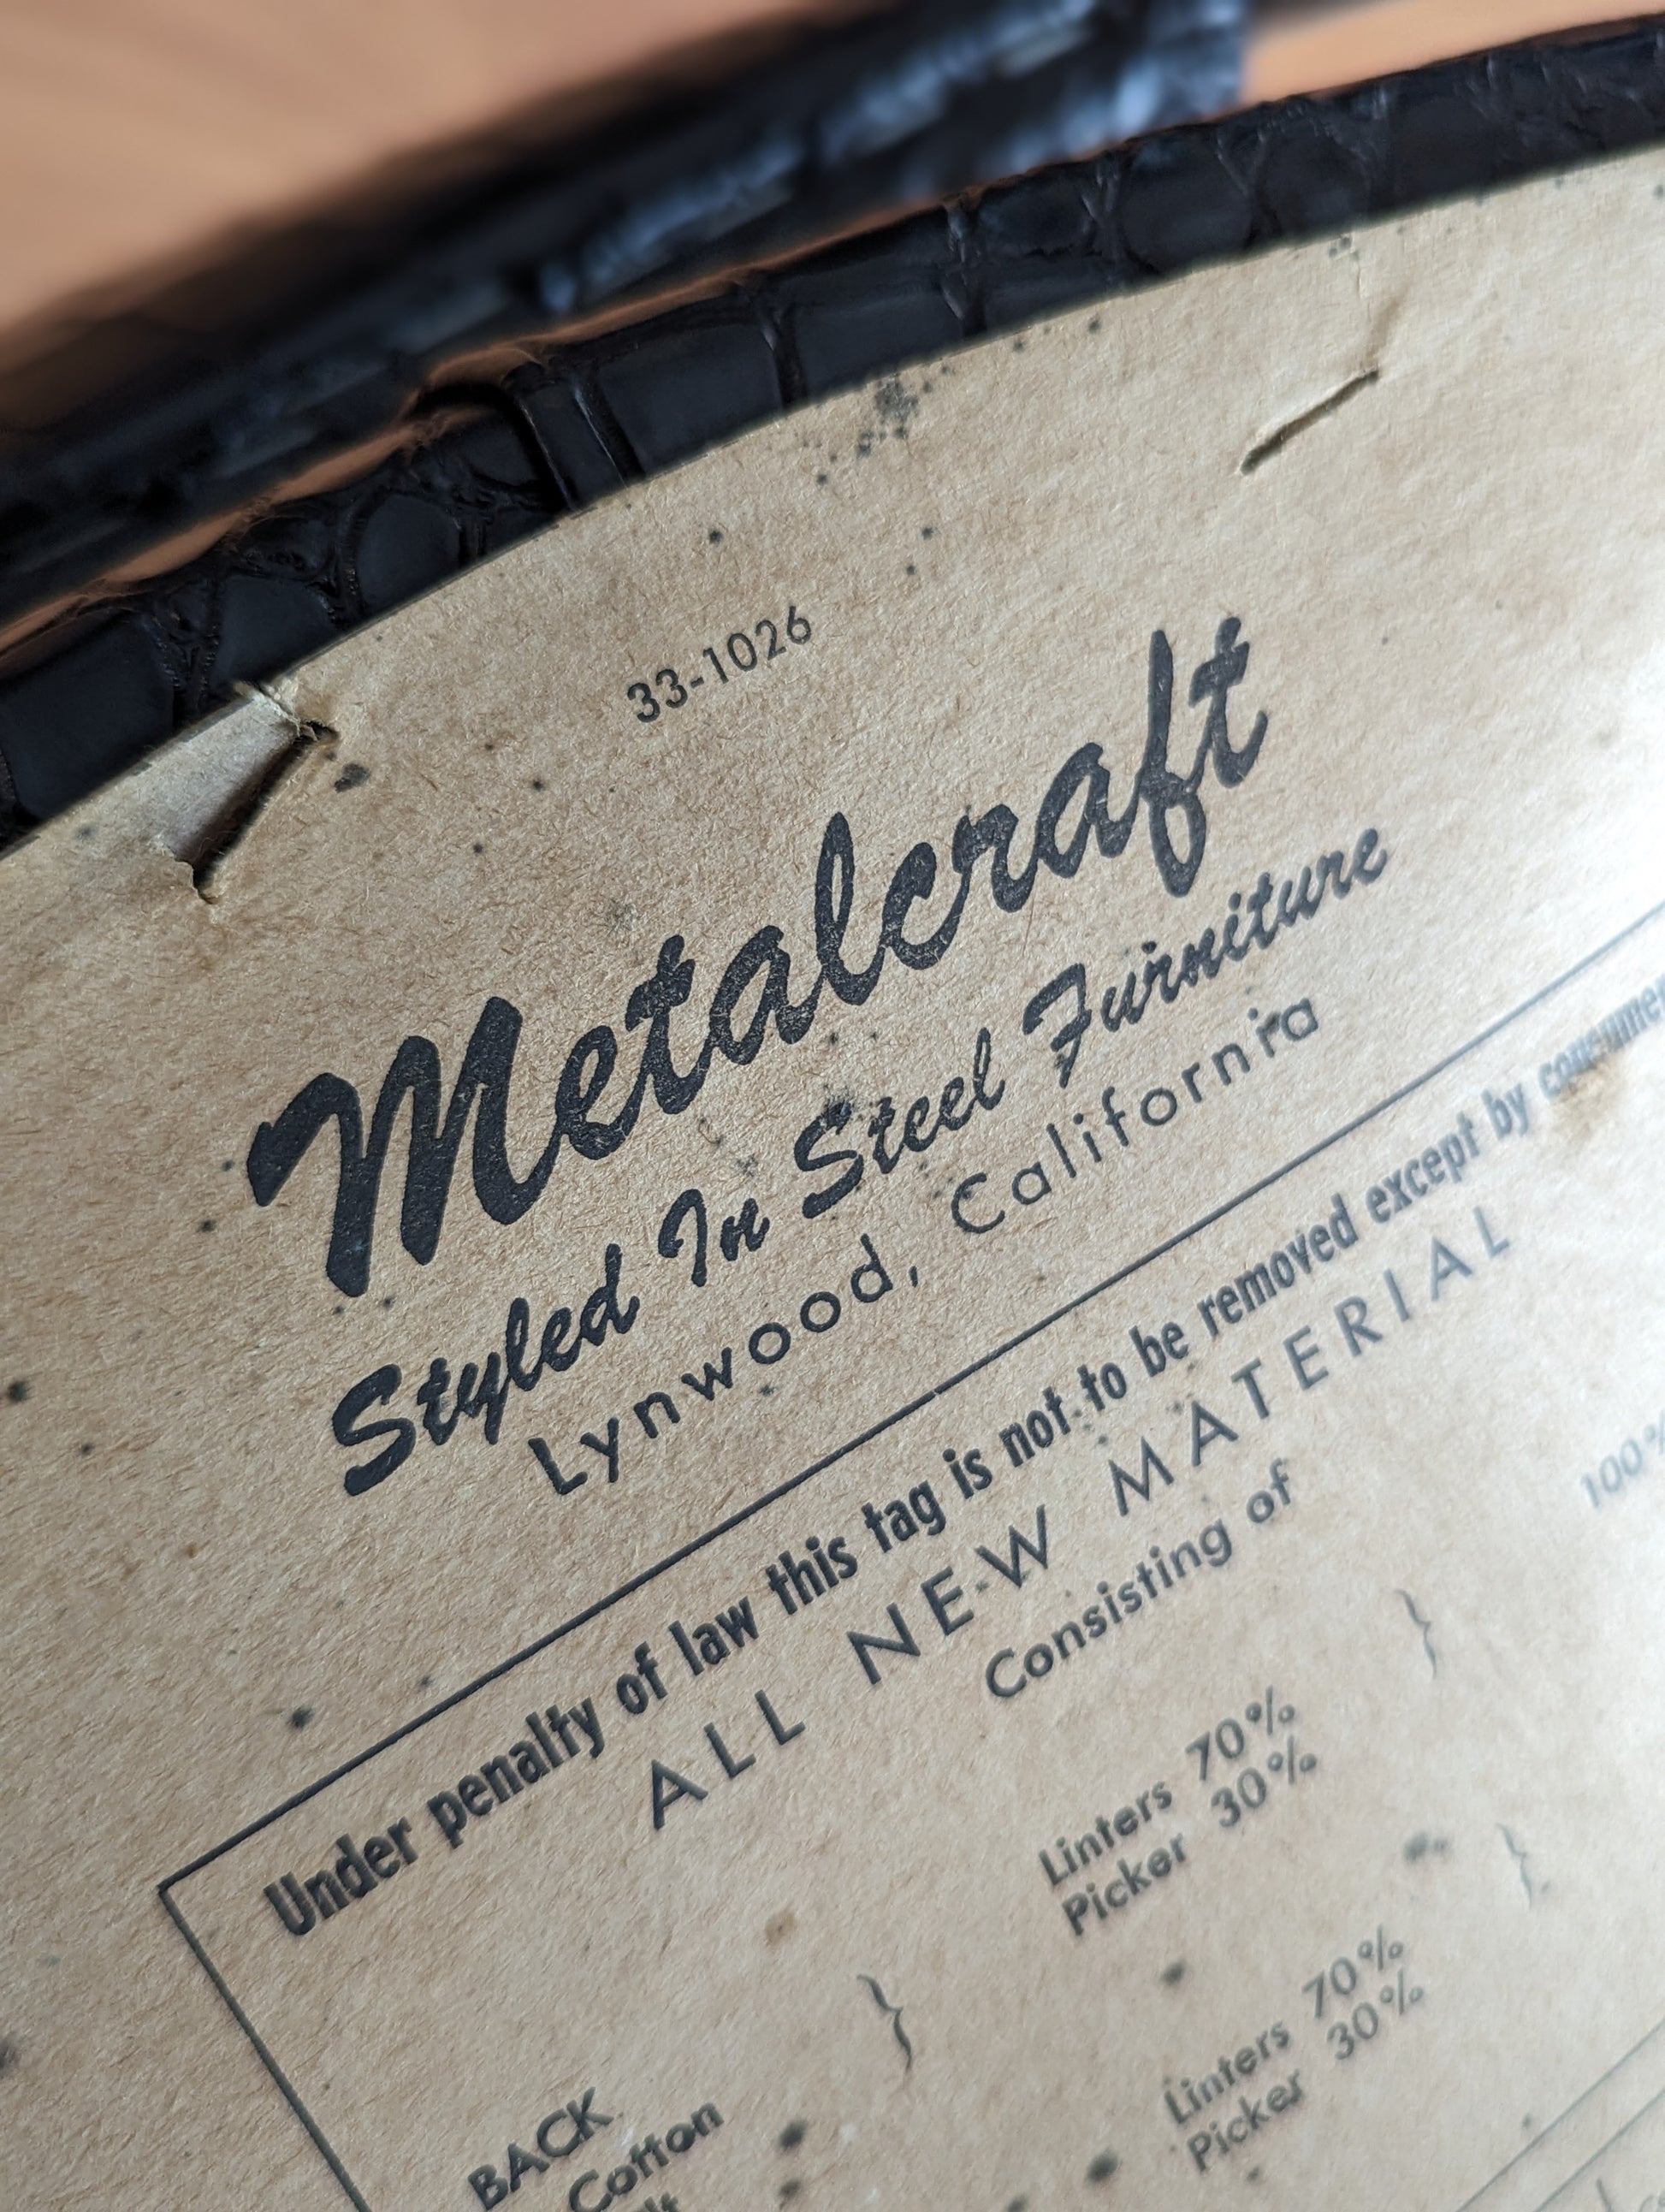 33-1026
Metalcraft
Styled In Steel Furniture
Lynwood, California
Under penalty of law this tag is not to be removed except by consumer
ALL NEW MATERIAL
Consisting of
100%
Linters 70%
Picker 30%
Linters 70%
Picker 30%
BACK
Cotton